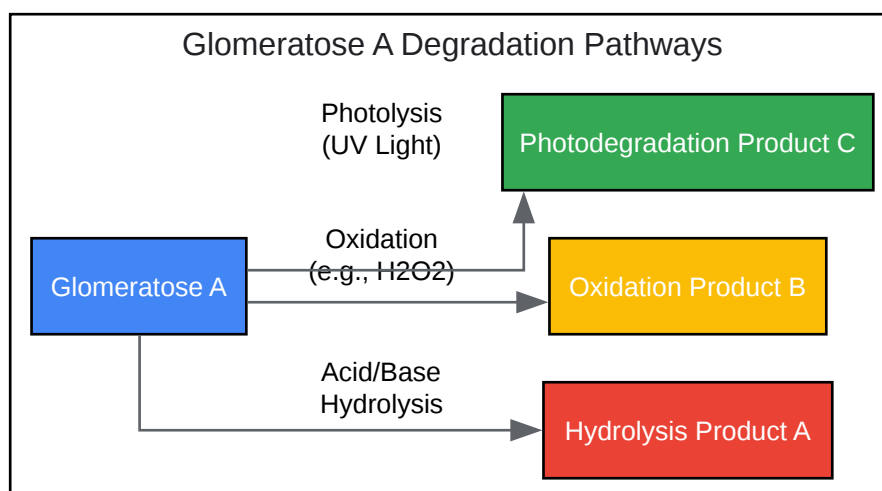 Glomeratose A Degradation Pathways
Photolysis
(UV Light)
Photodegradation Product C
Oxidation
(e.g., H2O2)
Glomeratose A
Oxidation Product B
Acid/Base
Hydrolysis
Hydrolysis Product A